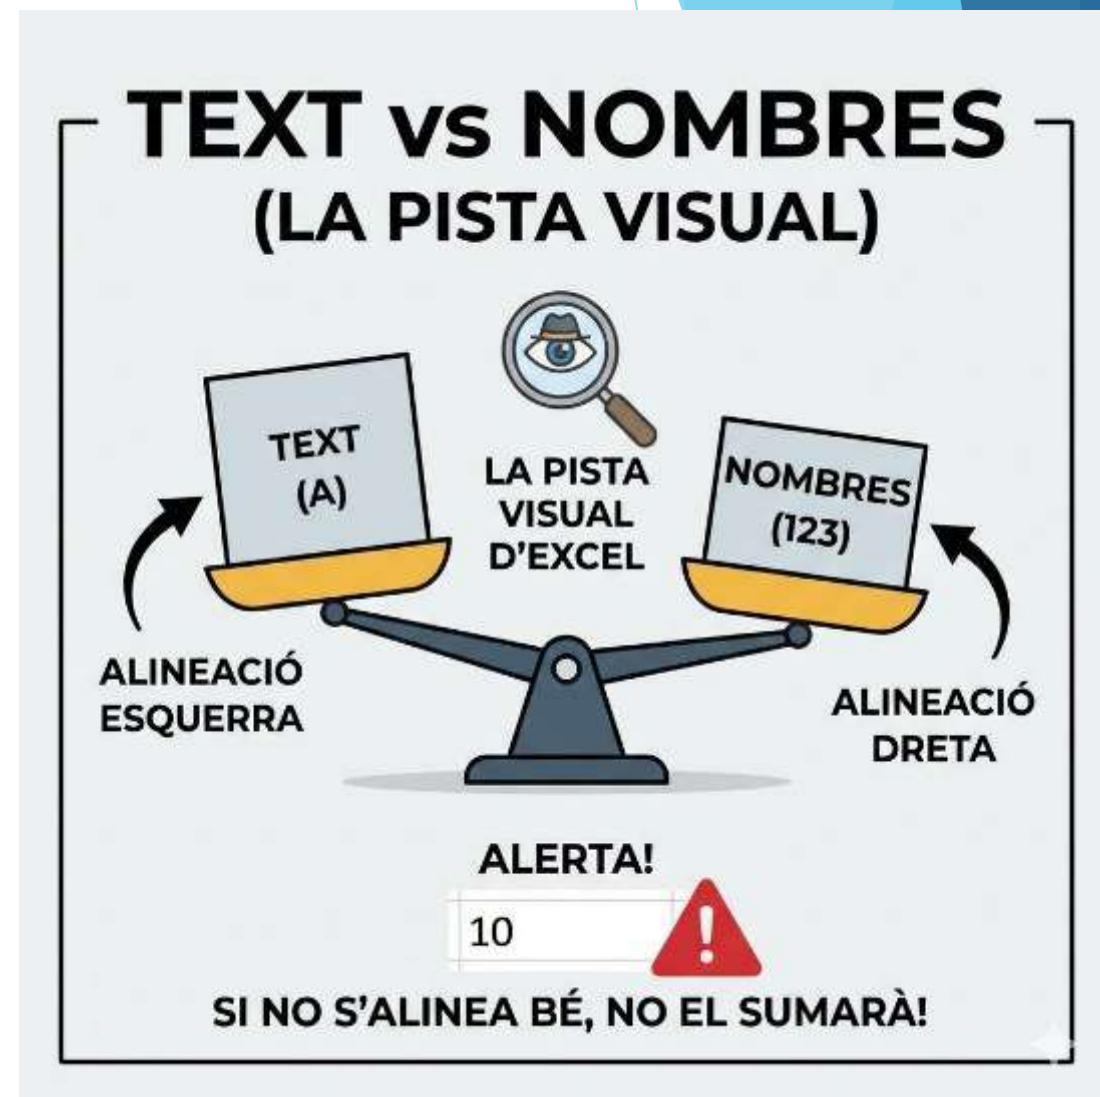 TEXT vs NOMBRES
(LA PISTA VISUAL)
TEXT
(A)
LA PISTA
VISUAL
D'EXCEL
NOMBRES
(123)
ALINEACIÓ
ESQUERRA
ALINEACIÓ
DRETA
ALERTA!
10
SI NO S'ALINEA BÉ, NO EL SUMARÀ!